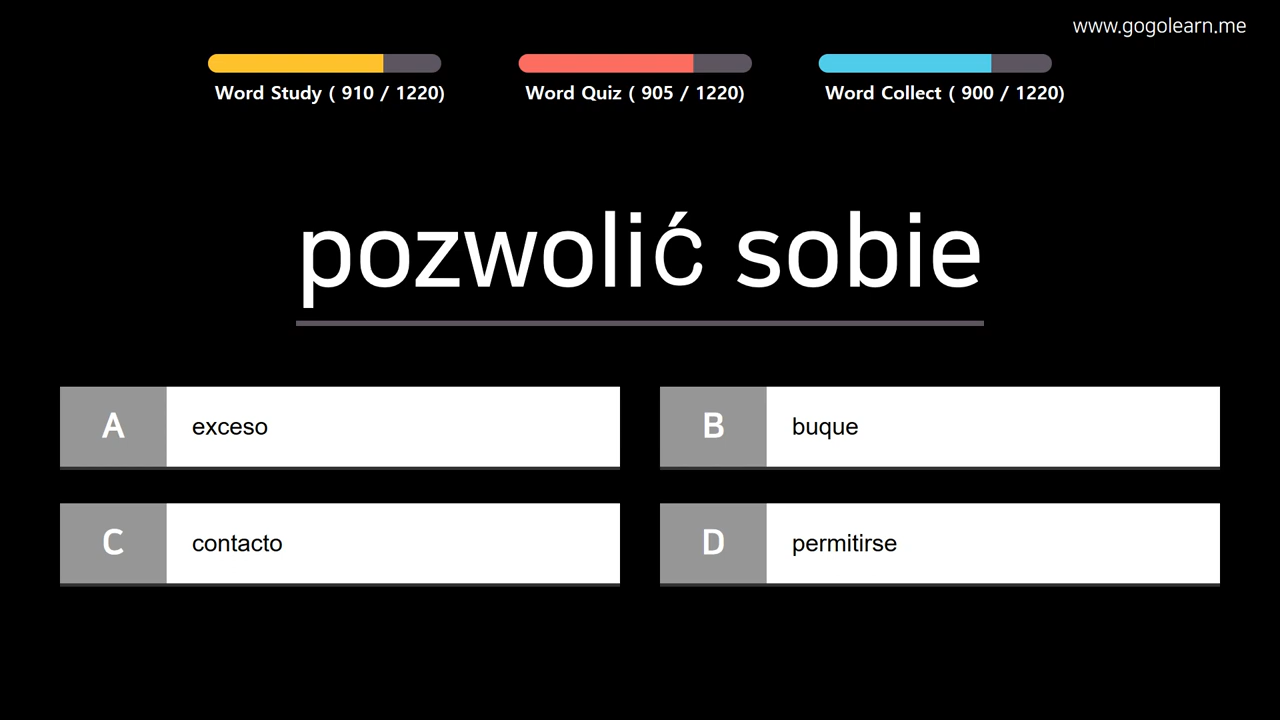 www.gogolearn.me
Word Study ( 910 / 1220)
Word Quiz ( 905 / 1220)
Word Collect ( 900 / 1220)
pozwolić sobie
A exceso
B buque
C contacto
D permitirse